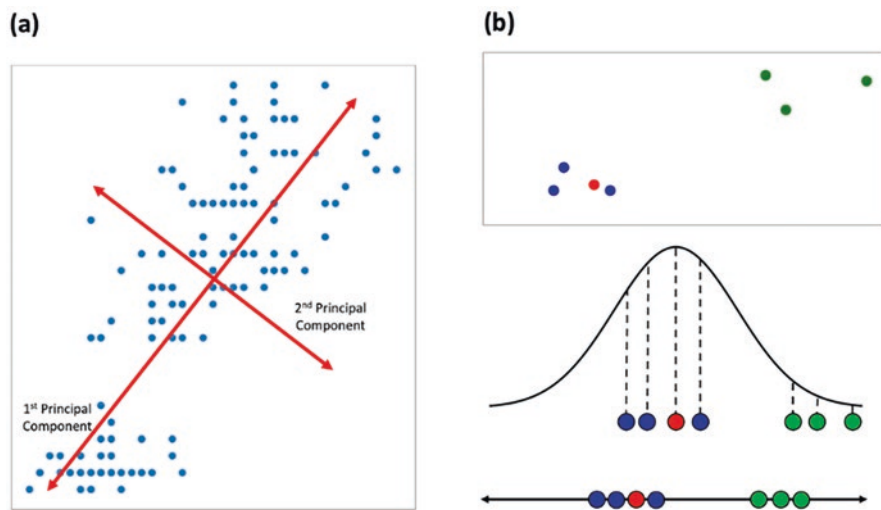 (a)
(b)
2nd Principal
Component
1st Principal
Component